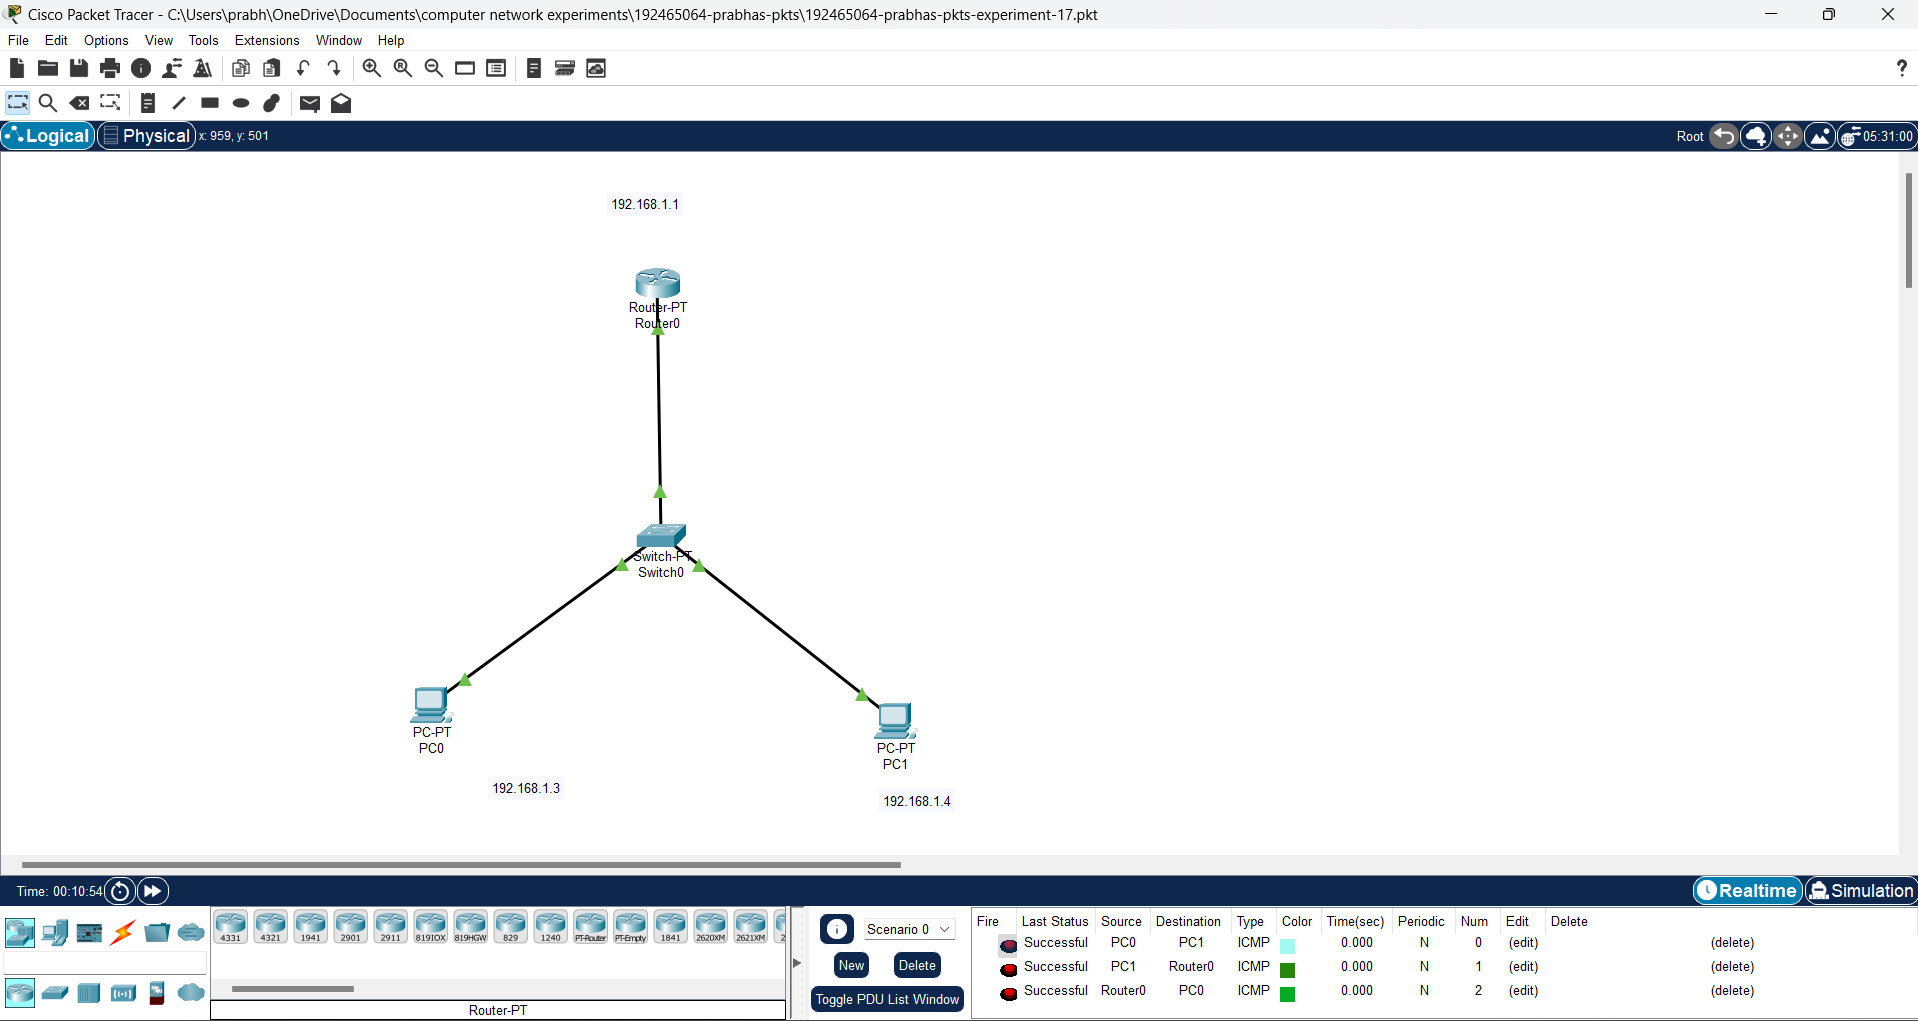 Cisco Packet Tracer - C:\Users\prabh\OneDrive\Documents\computer network experiments\192465064-prabhas-pkts\192465064-prabhas-pkts-experiment-17.pkt
File Edit Options View Tools Extensions Window Help
?
Logical Physical x: 959, y: 501 Root 05:31:00
192.168.1.1
Router-PT
Router0
Switch-PT
Switch0
PC-PT
PC0
PC-PT
PC1
192.168.1.3
192.168.1.4
Time: 00:10:54 Realtime Simulation
4331 4321 1941 2901 2911 819IOX 819HGW 829 1240 PT-Router PT-Empty 1841 2620XM 2621XM 2
Router-PT
Scenario 0
New Delete
Toggle PDU List Window
Fire Last Status Source Destination Type Color Time(sec) Periodic Num Edit Delete
Successful PC0 PC1 ICMP 0.000 N 0 (edit) (delete)
Successful PC1 Router0 ICMP 0.000 N 1 (edit) (delete)
Successful Router0 PC0 ICMP 0.000 N 2 (edit) (delete)